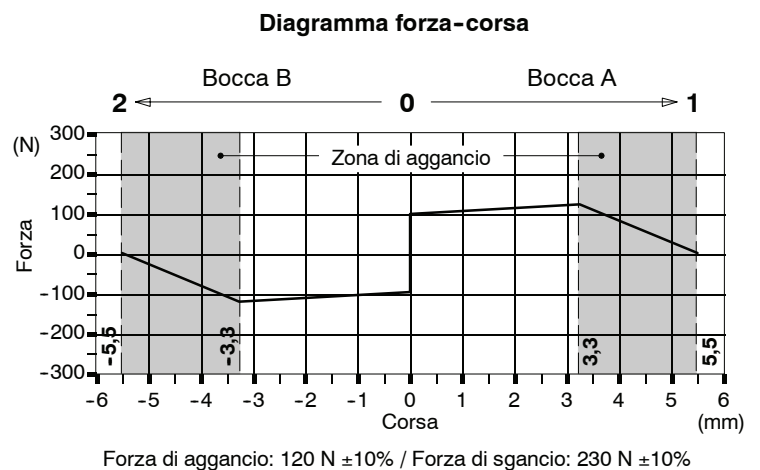 Diagramma forza-corsa
Bocca B Bocca A
2 0 1
(N)
300
Zona di aggancio
200
100
Forza
0
-100
-200
-300
-5,5 -3,3 3,3 5,5
-6 -5 -4 -3 -2 -1 0 1 2 3 4 5 6
Corsa (mm)
Forza di aggancio: 120 N ±10% / Forza di sgancio: 230 N ±10%